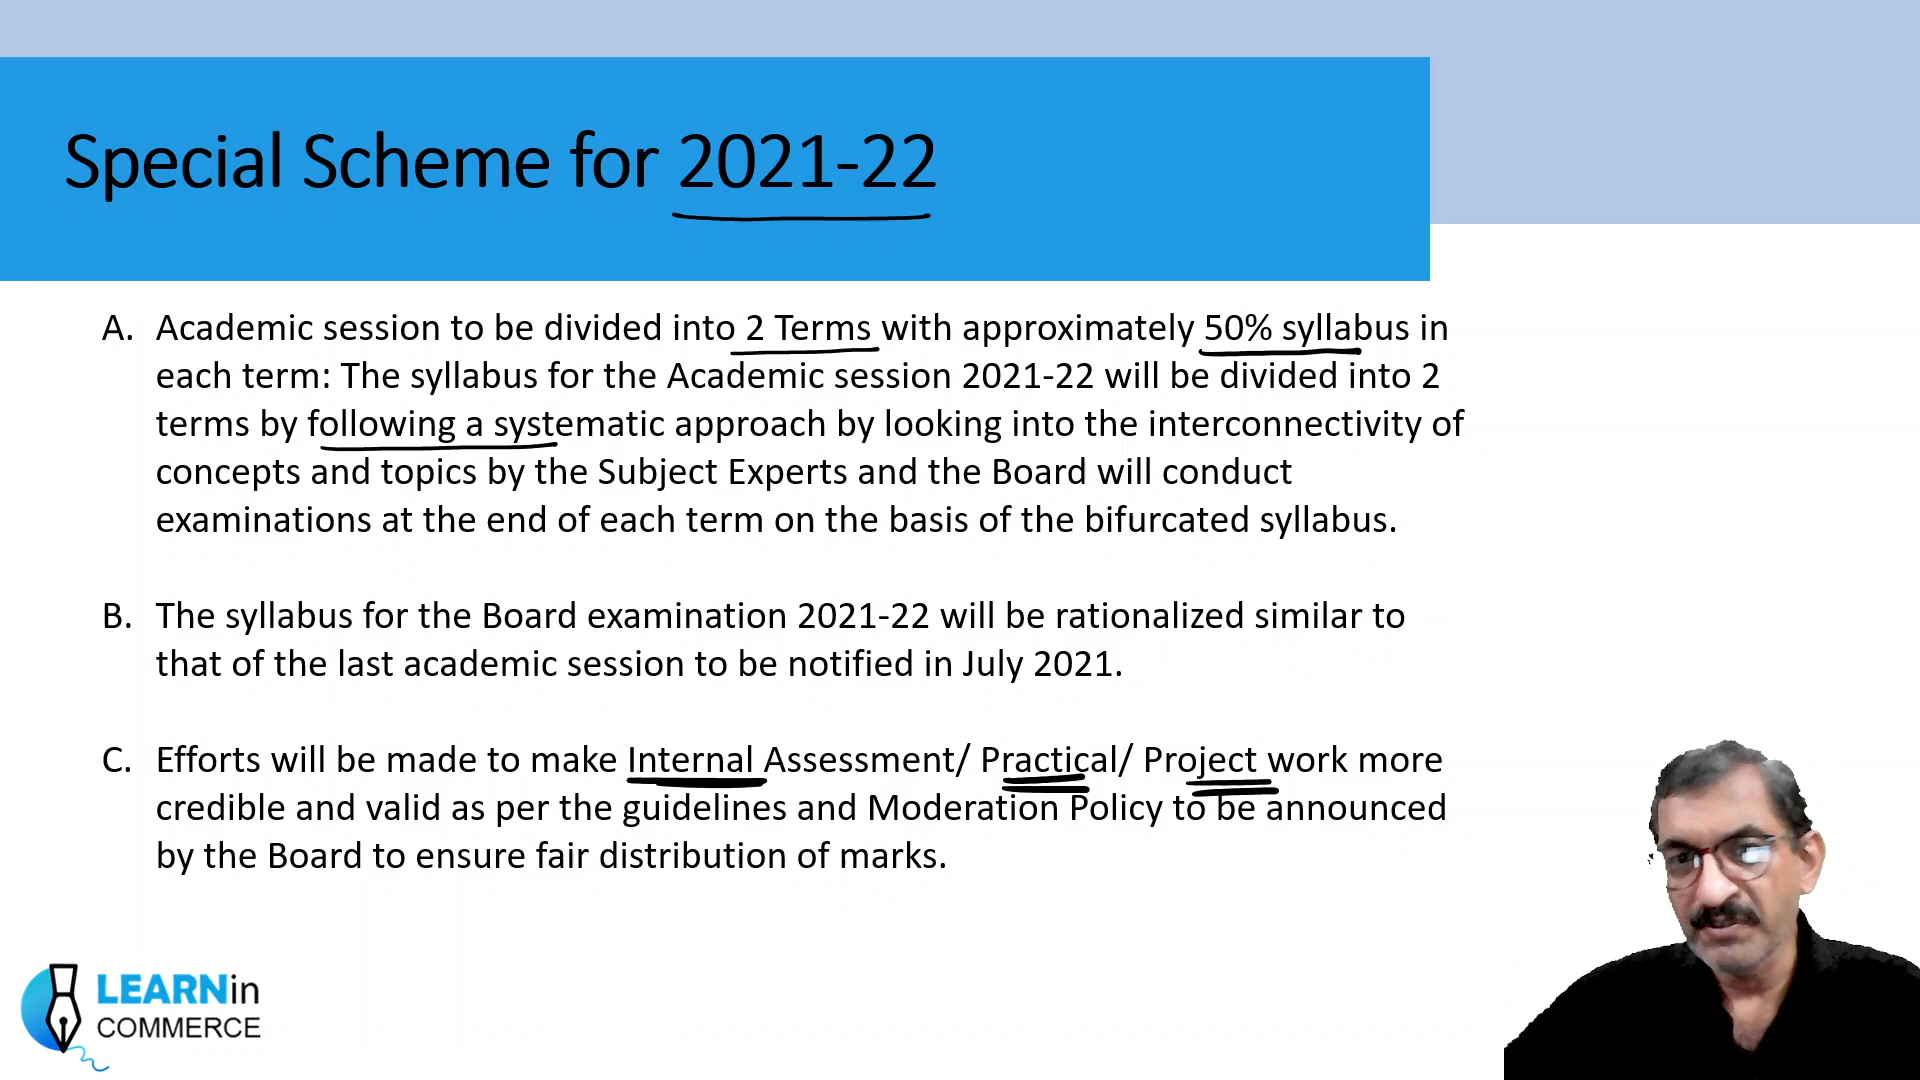 Special Scheme for 2021-22
A. Academic session to be divided into 2 Terms with approximately 50% syllabus in
each term: The syllabus for the Academic session 2021-22 will be divided into 2
terms by following a systematic approach by looking into the interconnectivity of
concepts and topics by the Subject Experts and the Board will conduct
examinations at the end of each term on the basis of the bifurcated syllabus.
B. The syllabus for the Board examination 2021-22 will be rationalized similar to
that of the last academic session to be notified in July 2021.
C. Efforts will be made to make Internal Assessment/ Practical/ Project work more
credible and valid as per the guidelines and Moderation Policy to be announced
by the Board to ensure fair distribution of marks.
LEARNin
COMMERCE